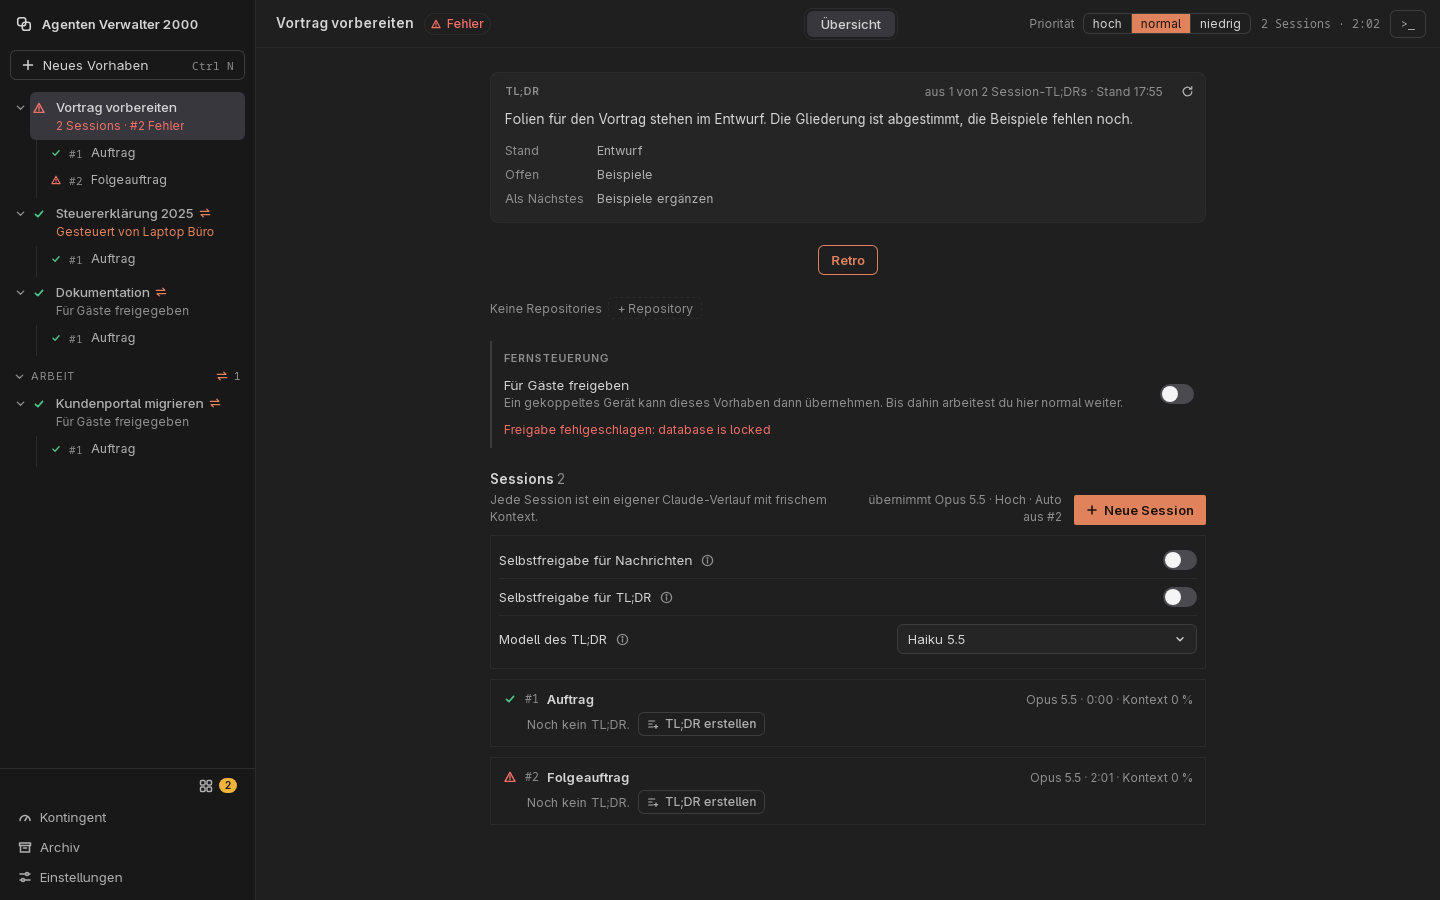 Agenten Verwalter 2000
Neues Vorhaben Ctrl N
Vortrag vorbereiten
2 Sessions · #2 Fehler
#1 Auftrag
#2 Folgeauftrag
Steuererklärung 2025
Gesteuert von Laptop Büro
#1 Auftrag
Dokumentation
Für Gäste freigegeben
#1 Auftrag
ARBEIT 1
Kundenportal migrieren
Für Gäste freigegeben
#1 Auftrag
2
Kontingent
Archiv
Einstellungen
Vortrag vorbereiten Fehler Übersicht Priorität hoch normal niedrig 2 Sessions · 2:02 >_
TL;DR aus 1 von 2 Session-TL;DRs · Stand 17:55
Folien für den Vortrag stehen im Entwurf. Die Gliederung ist abgestimmt, die Beispiele fehlen noch.
Stand Entwurf
Offen Beispiele
Als Nächstes Beispiele ergänzen
Retro
Keine Repositories + Repository
FERNSTEUERUNG
Für Gäste freigeben
Ein gekoppeltes Gerät kann dieses Vorhaben dann übernehmen. Bis dahin arbeitest du hier normal weiter.
Freigabe fehlgeschlagen: database is locked
Sessions 2
Jede Session ist ein eigener Claude-Verlauf mit frischem
Kontext.
übernimmt Opus 5.5 · Hoch · Auto
aus #2
+ Neue Session
Selbstfreigabe für Nachrichten
Selbstfreigabe für TL;DR
Modell des TL;DR Haiku 5.5
#1 Auftrag Opus 5.5 · 0:00 · Kontext 0 %
Noch kein TL;DR. TL;DR erstellen
#2 Folgeauftrag Opus 5.5 · 2:01 · Kontext 0 %
Noch kein TL;DR. TL;DR erstellen